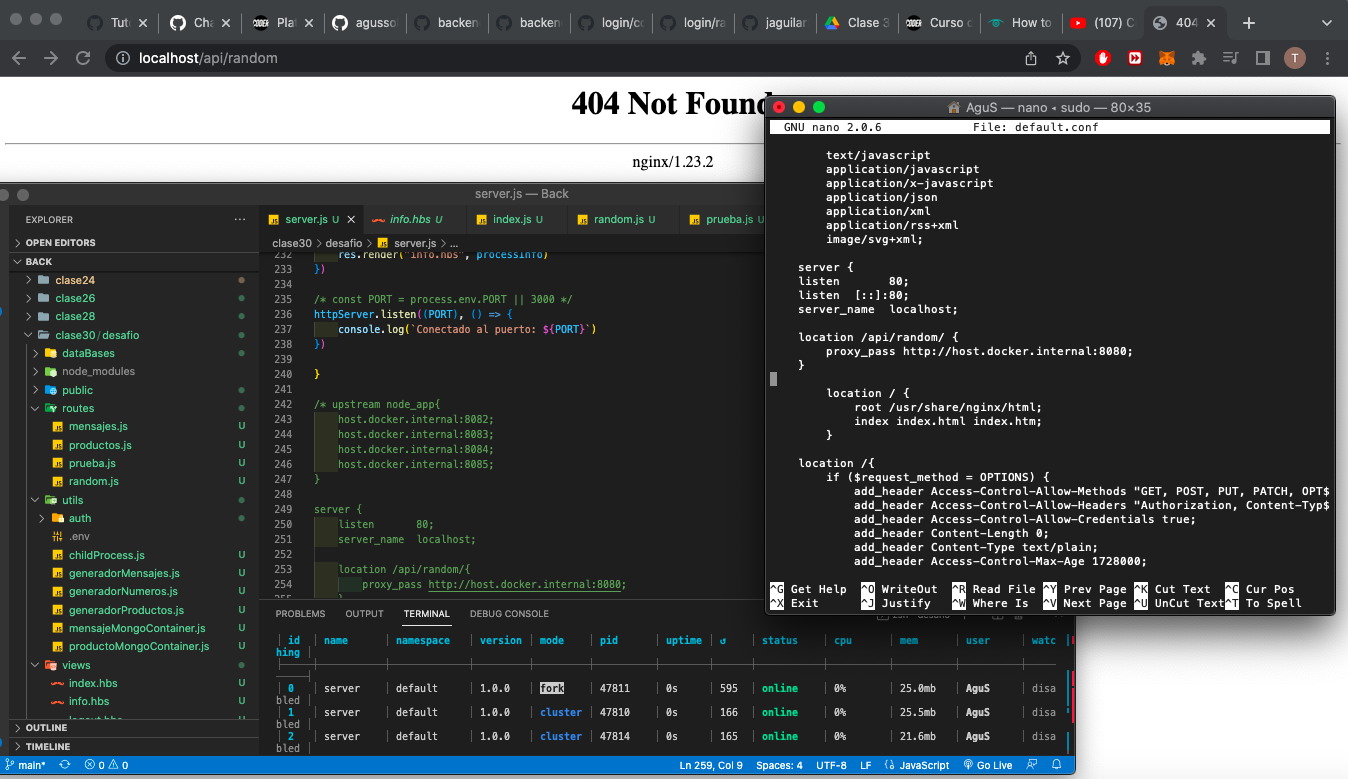 Tuto
Cha
Plat
agussol
backen
backen
login/co
login/ra
jaguilar
Clase 3
Curso d
How to
(107) C
404
localhost/api/random
T
404 Not Found
nginx/1.23.2
server.js — Back
EXPLORER
OPEN EDITORS
BACK
clase24
clase26
clase28
clase30/desafio
dataBases
node_modules
public
routes
mensajes.js U
productos.js U
prueba.js U
random.js U
utils
auth
.env
childProcess.js U
generadorMensajes.js U
generadorNumeros.js U
generadorProductos.js U
mensajeMongoContainer.js U
productoMongoContainer.js U
views
index.hbs U
info.hbs U
logout.hbs U
OUTLINE
TIMELINE
server.js U
info.hbs U
index.js U
random.js U
prueba.js U
clase30 > desafio > server.js > ...
232 res.render("info.hbs", processInfo)
233 })
234
235 /* const PORT = process.env.PORT || 3000 */
236 httpServer.listen((PORT), () => {
237 console.log(`Conectado al puerto: ${PORT}`)
238 })
239
240 }
241
242 /* upstream node_app{
243 host.docker.internal:8082;
244 host.docker.internal:8083;
245 host.docker.internal:8084;
246 host.docker.internal:8085;
247 }
248
249 server {
250 listen 80;
251 server_name localhost;
252
253 location /api/random/{
254 proxy_pass http://host.docker.internal:8080;
255 }
PROBLEMS OUTPUT TERMINAL DEBUG CONSOLE
id | name | namespace | version | mode | pid | uptime | ↺ | status | cpu | mem | user | watc
hing |
0 | server | default | 1.0.0 | fork | 47811 | 0s | 595 | online | 0% | 25.0mb | AguS | disa
bled |
1 | server | default | 1.0.0 | cluster | 47810 | 0s | 166 | online | 0% | 25.5mb | AguS | disa
bled |
2 | server | default | 1.0.0 | cluster | 47814 | 0s | 165 | online | 0% | 21.6mb | AguS | disa
bled |
main* 0 0 Ln 259, Col 9 Spaces: 4 UTF-8 LF JavaScript Go Live
AguS — nano ◂ sudo — 80×35
GNU nano 2.0.6 File: default.conf
text/javascript
application/javascript
application/x-javascript
application/json
application/xml
application/rss+xml
image/svg+xml;
server {
listen 80;
listen [::]:80;
server_name localhost;
location /api/random/ {
proxy_pass http://host.docker.internal:8080;
}
location / {
root /usr/share/nginx/html;
index index.html index.htm;
}
location /{
if ($request_method = OPTIONS) {
add_header Access-Control-Allow-Methods "GET, POST, PUT, PATCH, OPT$
add_header Access-Control-Allow-Headers "Authorization, Content-Typ$
add_header Access-Control-Allow-Credentials true;
add_header Content-Length 0;
add_header Content-Type text/plain;
add_header Access-Control-Max-Age 1728000;
^G Get Help ^O WriteOut ^R Read File ^Y Prev Page ^K Cut Text ^C Cur Pos
^X Exit ^J Justify ^W Where Is ^V Next Page ^U UnCut Text ^T To Spell